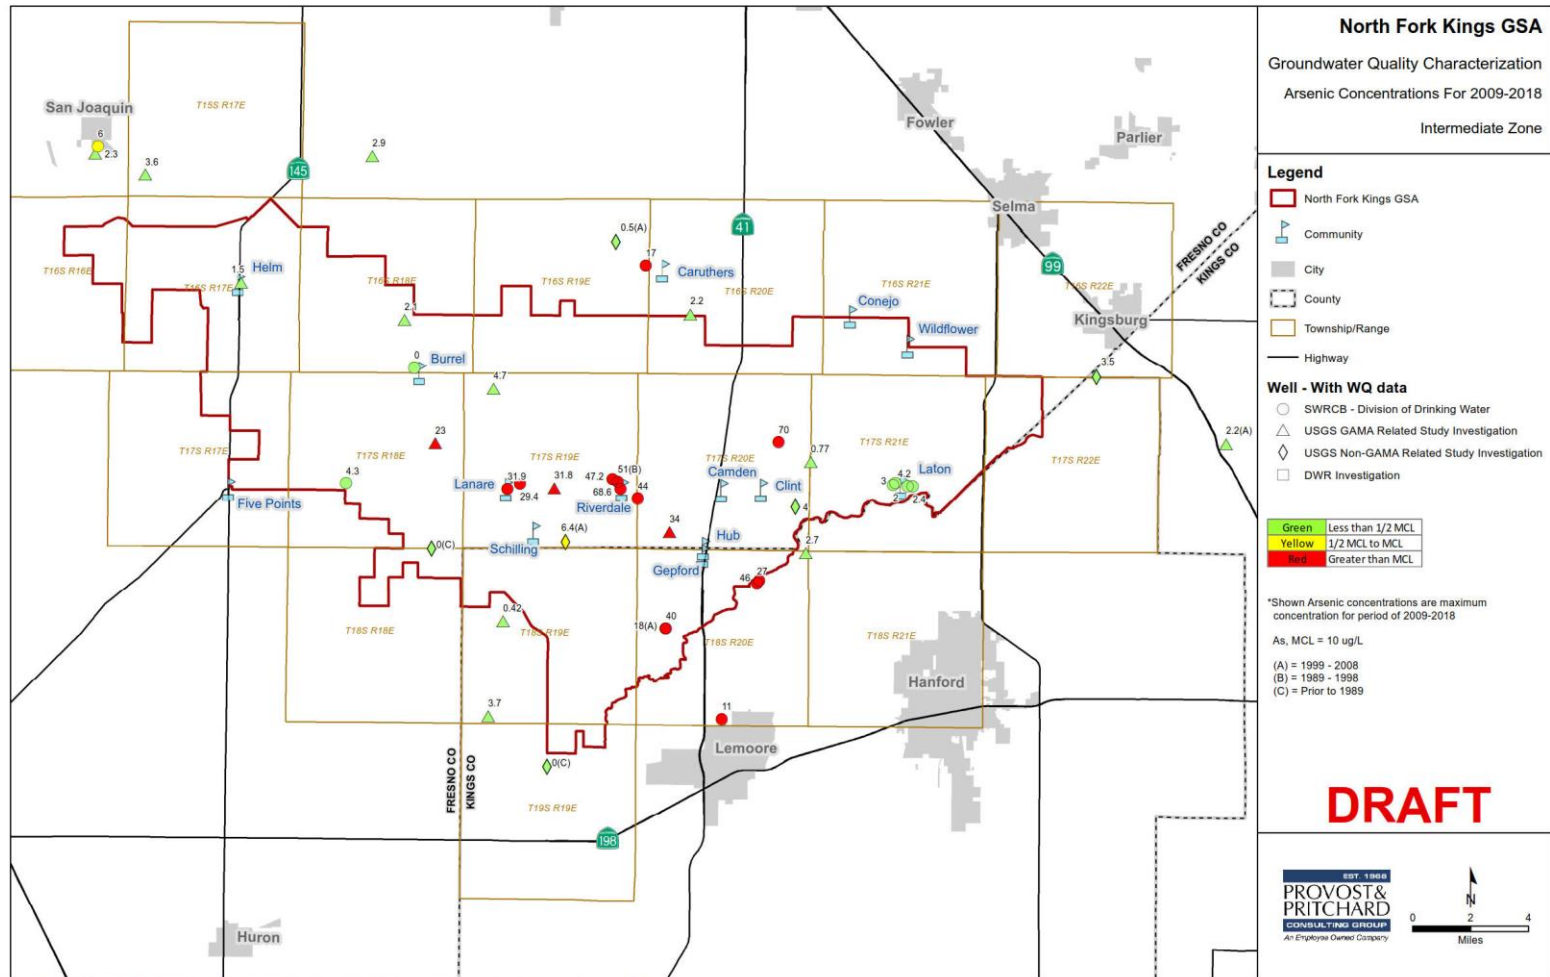 North Fork Kings GSA
Groundwater Quality Characterization
Arsenic Concentrations For 2009-2018
Intermediate Zone
Legend
North Fork Kings GSA
Community
City
County
Township/Range
Highway
Well - With WQ data
SWRCB - Division of Drinking Water
USGS GAMA Related Study Investigation
USGS Non-GAMA Related Study Investigation
DWR Investigation
Green Less than 1/2 MCL
Yellow 1/2 MCL to MCL
Red Greater than MCL
*Shown Arsenic concentrations are maximum
concentration for period of 2009-2018
As, MCL = 10 ug/L
(A) = 1999 - 2008
(B) = 1989 - 1998
(C) = Prior to 1989
DRAFT
EST. 1968
PROVOST&
PRITCHARD
CONSULTING GROUP
An Employee Owned Company
N
0 2 4
Miles
San Joaquin
6
2.3
3.6
T15S R17E
2.9
145
Fowler
Parlier
Selma
41
99
FRESNO CO
KINGS CO
0.5(A)
17
Caruthers
T16S R16E
1.5
Helm
T16S R17E
T16S R18E
T16S R19E
T16S R20E
T16S R21E
T16S R22E
2.1
2.2
Conejo
Wildflower
Kingsburg
0
Burrel
4.7
3.5
2.2(A)
23
70
0.77
T17S R17E
T17S R18E
T17S R19E
T17S R20E
T17S R21E
T17S R22E
4.3
Lanare
31.9
29.4
31.8
47.2
51(B)
68.6
44
Riverdale
Camden
Clint
4
3
4.2
Laton
2
2.4
Five Points
0(C)
Schilling
6.4(A)
34
Hub
Gepford
2.7
46
27
0.42
40
18(A)
T18S R18E
T18S R19E
T18S R20E
T18S R21E
Hanford
3.7
11
Lemoore
0(C)
FRESNO CO
KINGS CO
T19S R19E
198
Huron